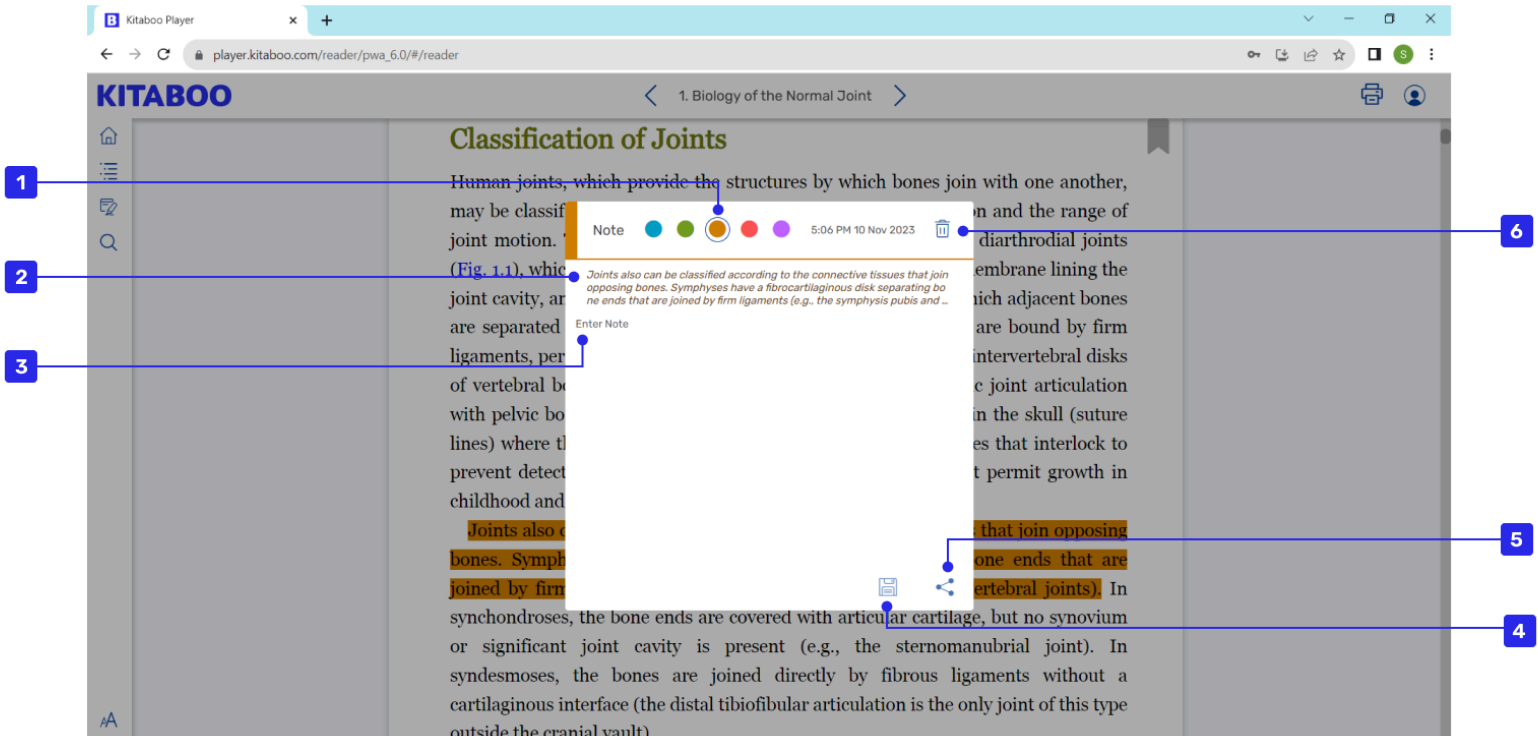 Kitaboo Player
player.kitaboo.com/reader/pwa_6.0/#/reader
S
KITABOO
1. Biology of the Normal Joint
Classification of Joints
Human joints, which provide the structures by which bones join with one another,
may be classif on and the range of
joint motion. diarthrodial joints
(Fig. 1.1), whic embrane lining the
joint cavity, an hich adjacent bones
are separated are bound by firm
ligaments, per intervertebral disks
of vertebral bo c joint articulation
with pelvic bo in the skull (suture
lines) where th es that interlock to
prevent detect t permit growth in
childhood and
Joints also c that join opposing
bones. Symph one ends that are
joined by firm ertebral joints). In
synchondroses, the bone ends are covered with articular cartilage, but no synovium
or significant joint cavity is present (e.g., the sternomanubrial joint). In
syndesmoses, the bones are joined directly by fibrous ligaments without a
cartilaginous interface (the distal tibiofibular articulation is the only joint of this type
outside the cranial vault).
Note
5:06 PM 10 Nov 2023
Joints also can be classified according to the connective tissues that join
opposing bones. Symphyses have a fibrocartilaginous disk separating bo
ne ends that are joined by firm ligaments (e.g., the symphysis pubis and ...
Enter Note
AA
1
2
3
4
5
6